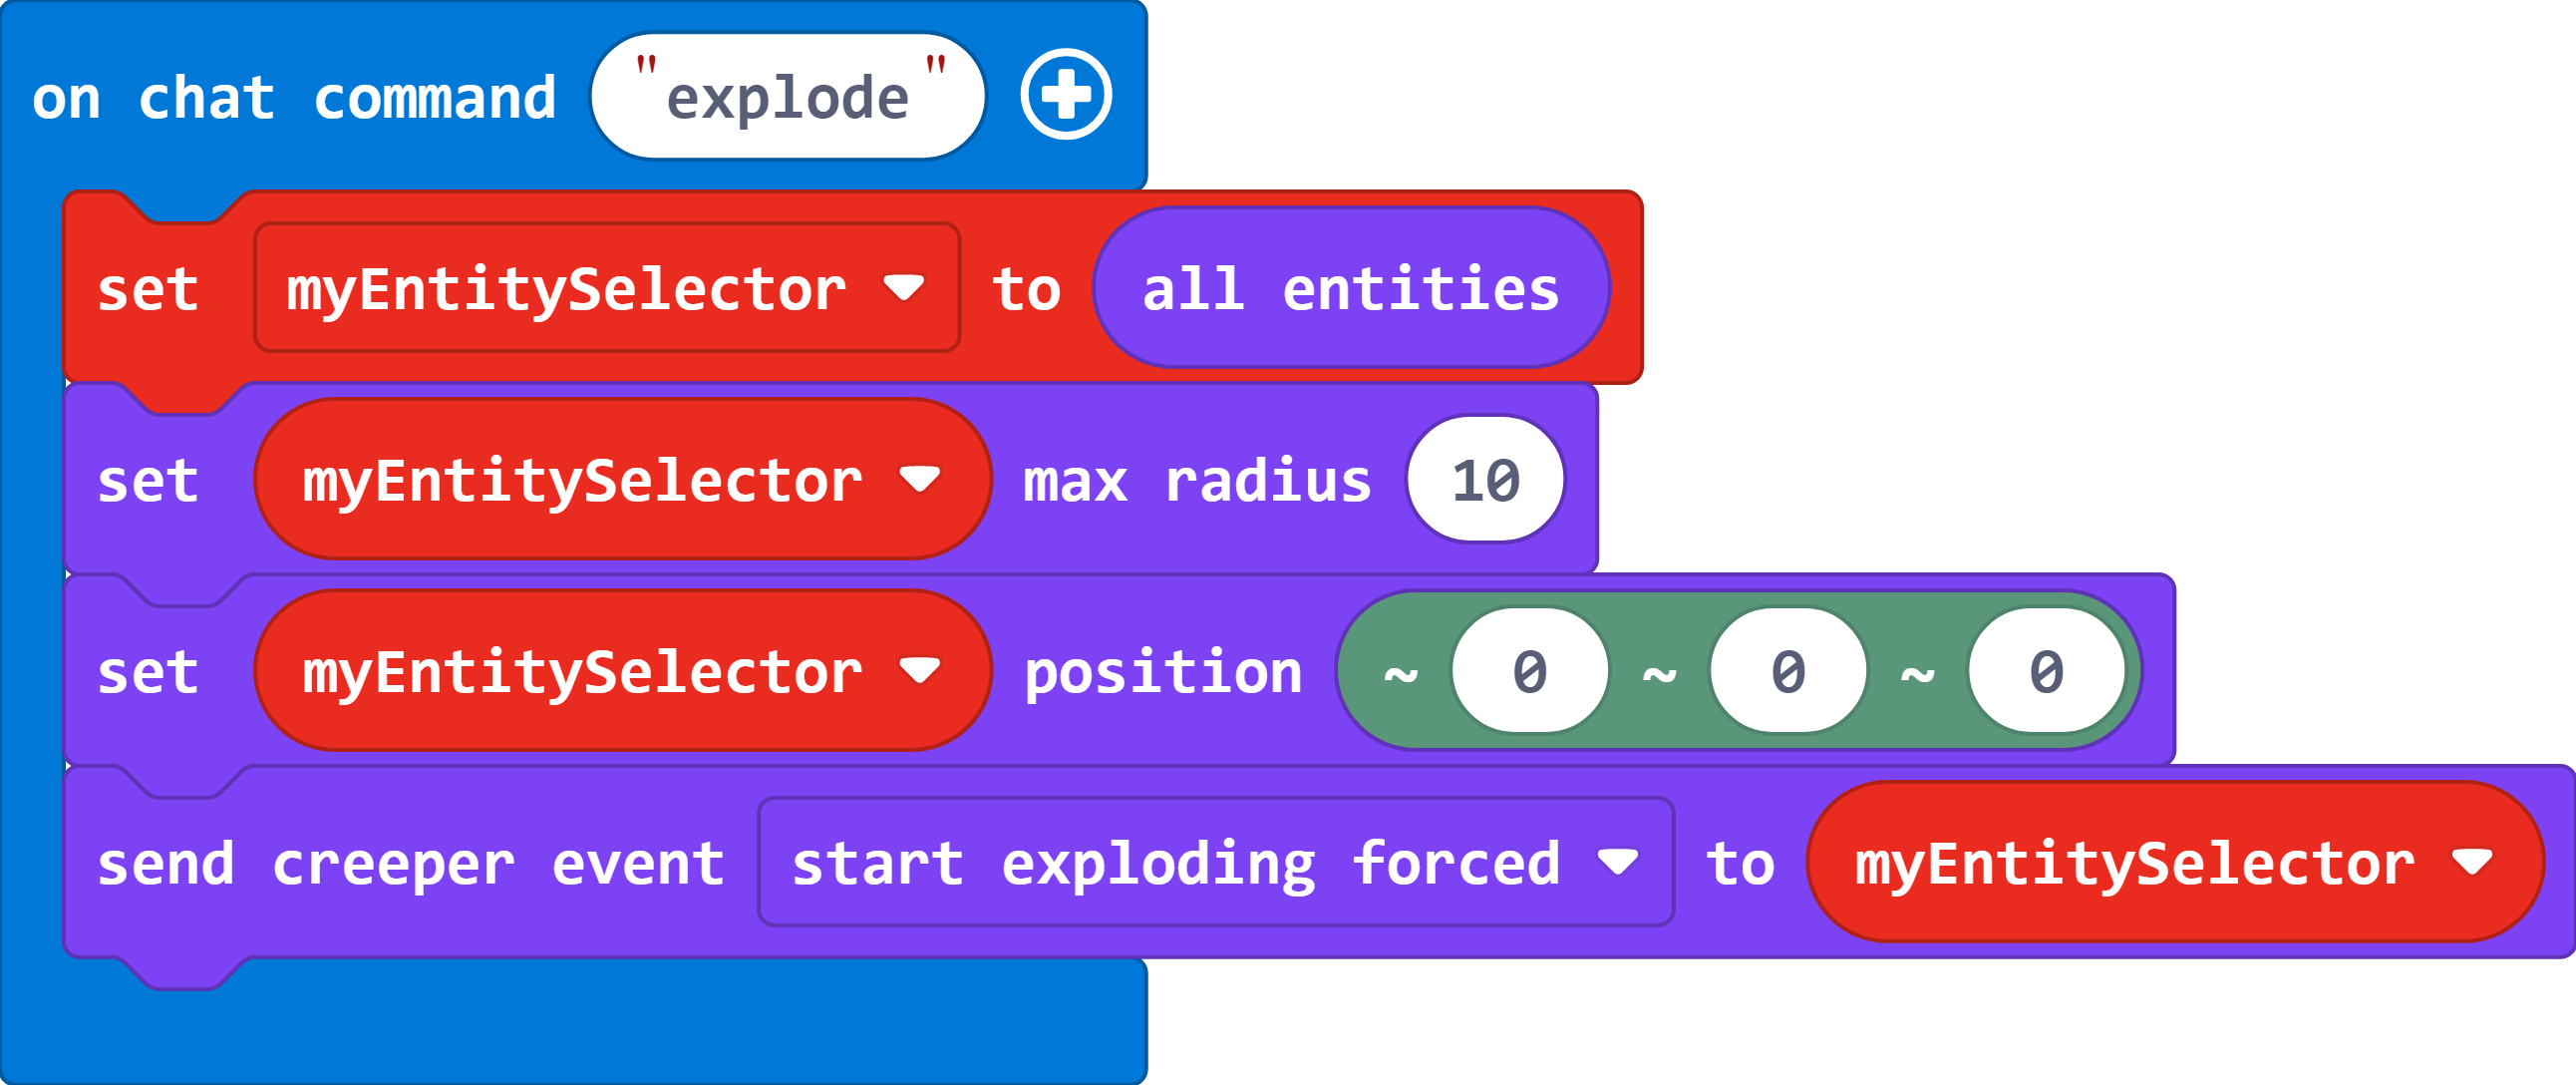 on chat command "explode"
set myEntitySelector to all entities
set myEntitySelector max radius 10
set myEntitySelector position ~ 0 ~ 0 ~ 0
send creeper event start exploding forced to myEntitySelector